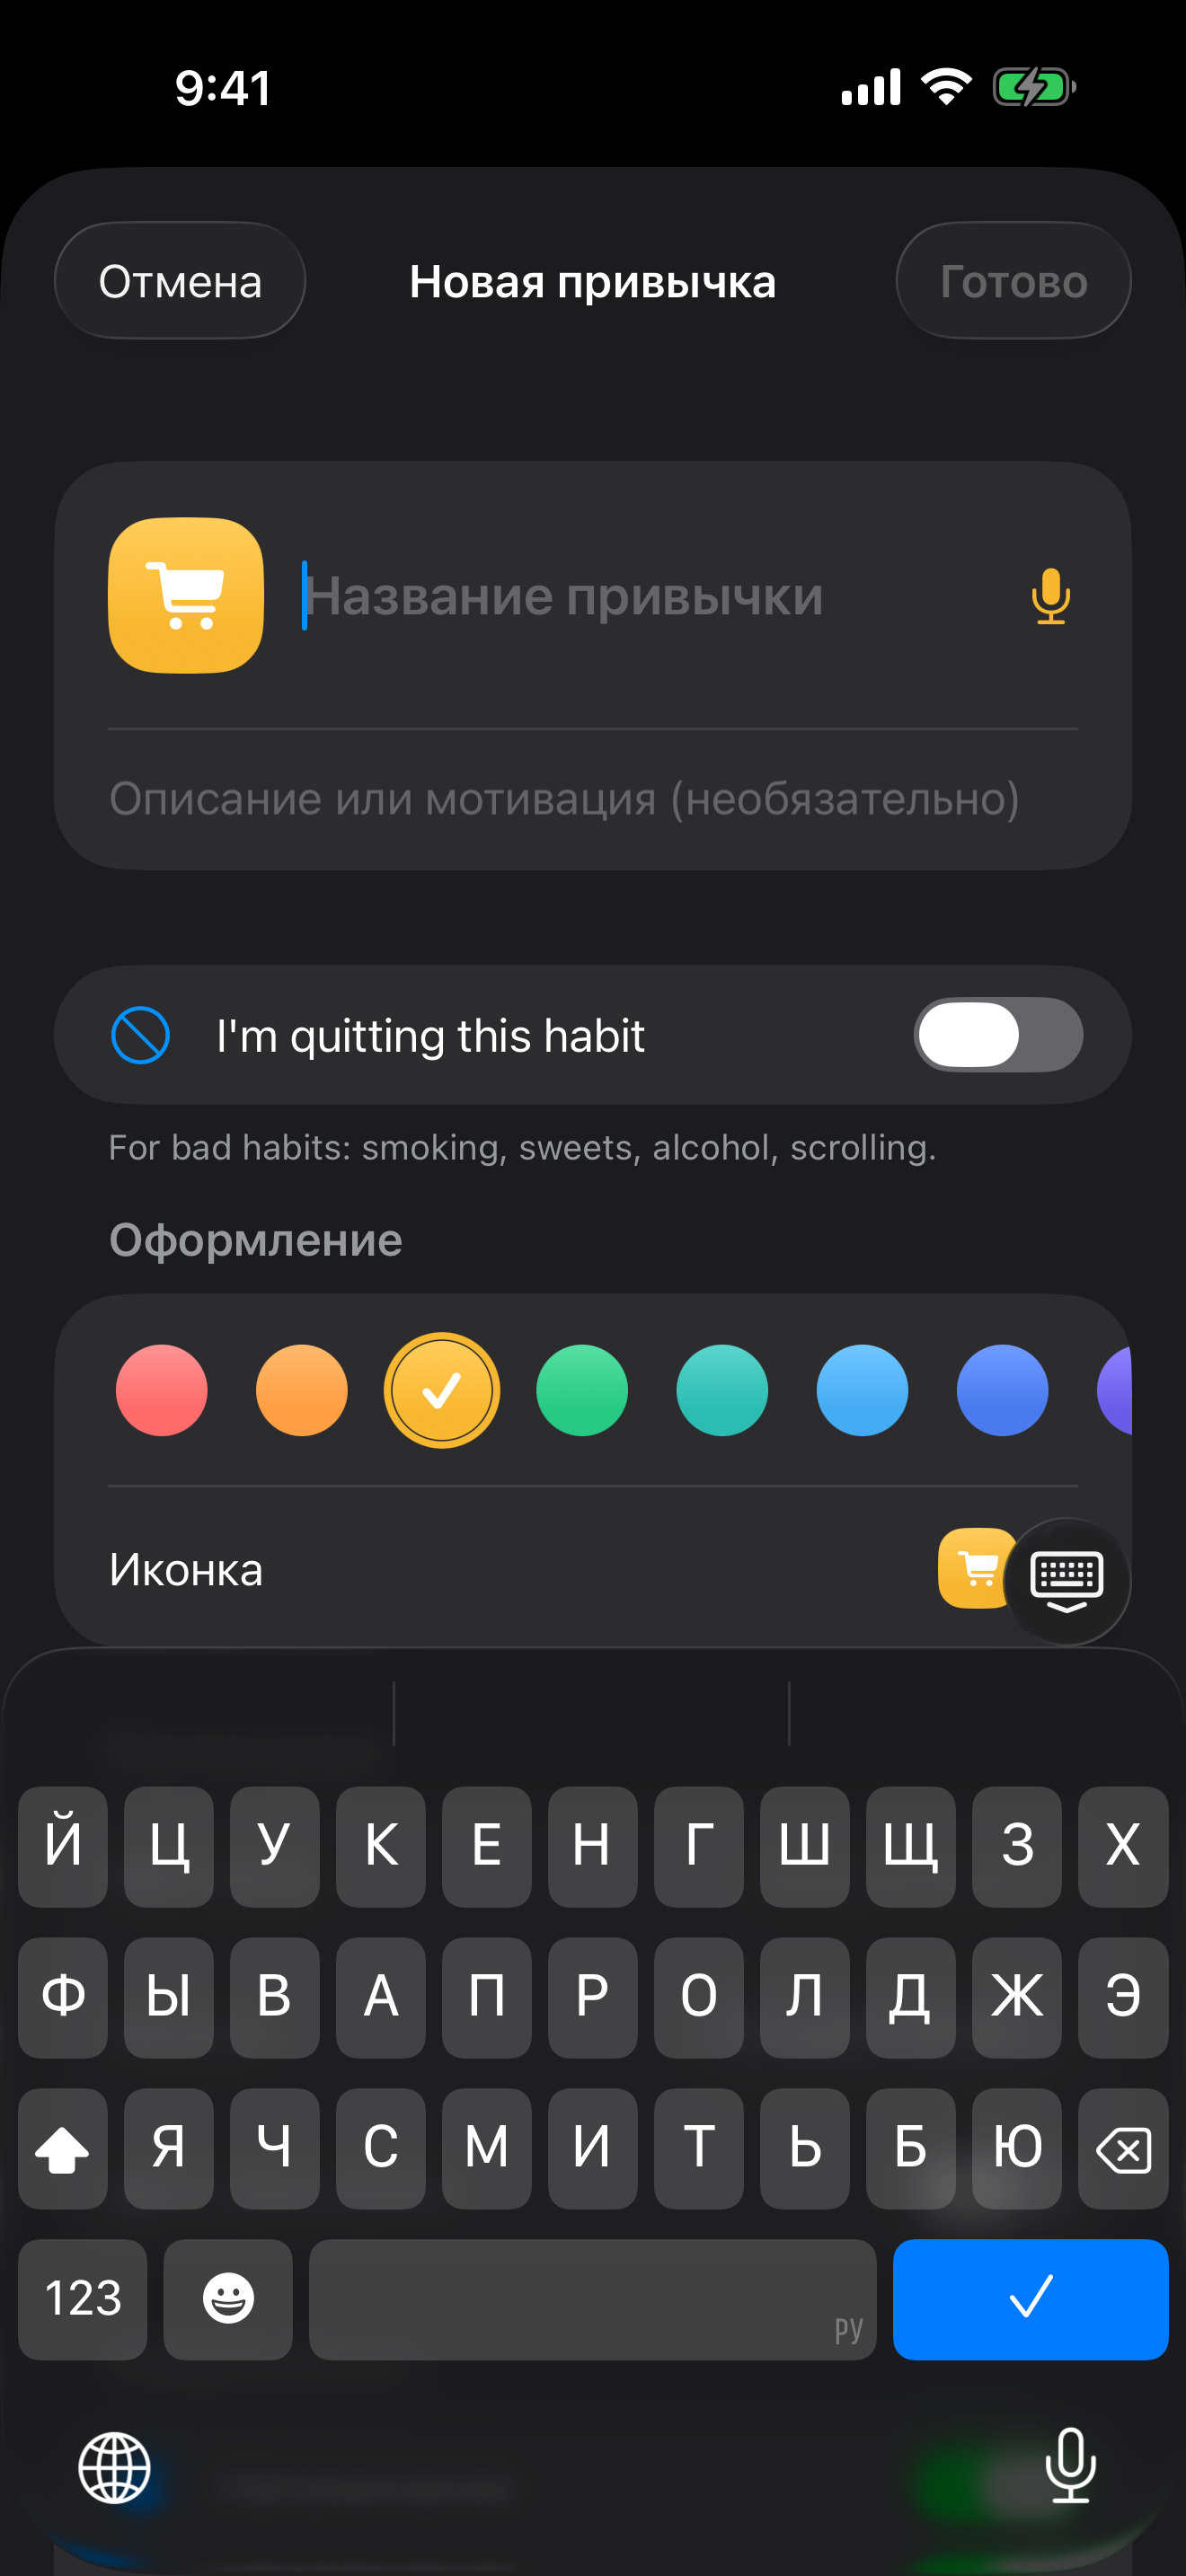 9:41
Отмена
Новая привычка
Готово
Название привычки
Описание или мотивация (необязательно)
I'm quitting this habit
For bad habits: smoking, sweets, alcohol, scrolling.
Оформление
Иконка
Й Ц У К Е Н Г Ш Щ З Х
Ф Ы В А П Р О Л Д Ж Э
Я Ч С М И Т Ь Б Ю
123
РУ